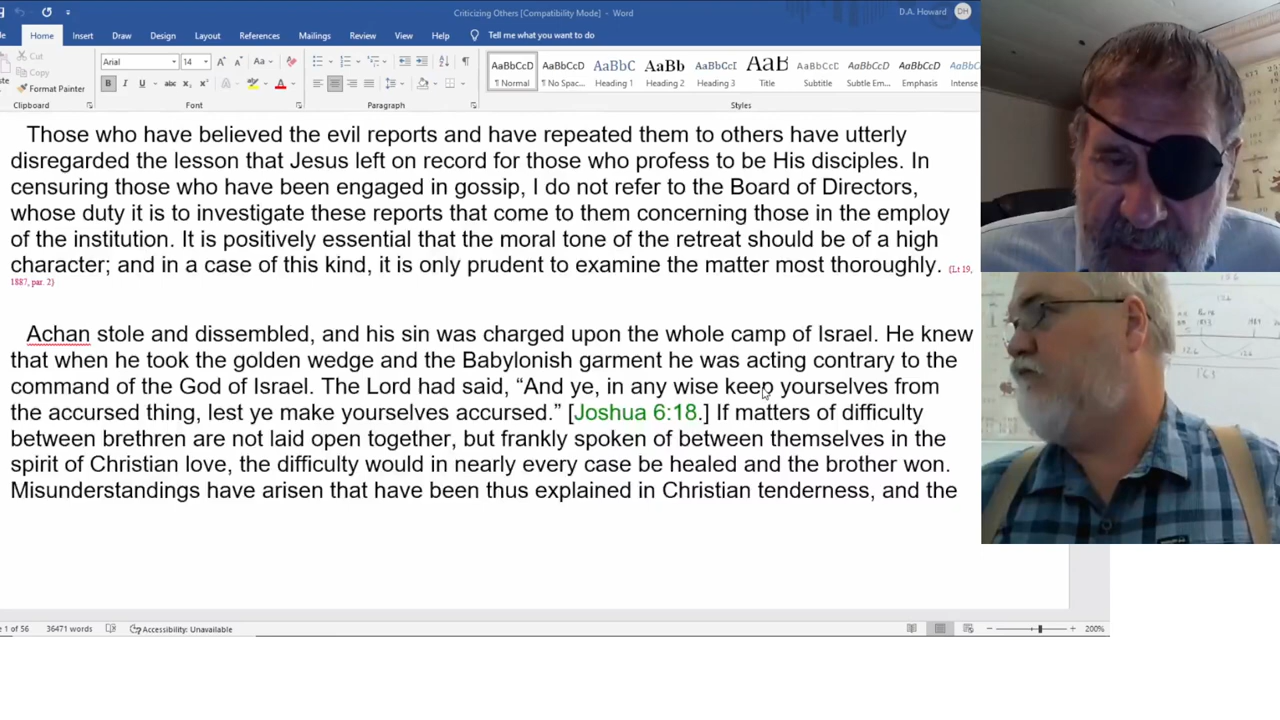 Criticizing Others [Compatibility Mode] - Word
D.A. Howard DH
Home Insert Draw Design Layout References Mailings Review View Help Tell me what you want to do
Cut
Copy
Format Painter
Clipboard
Arial 14
B I U abc
Font
Paragraph
AaBbCcD AaBbCcD AaBbC AaBb AaBbCcI AaB AaBbCcD AaBbCcD AaBbCcD AaBbCcD
Normal No Spac... Heading 1 Heading 2 Heading 3 Title Subtitle Subtle Em... Emphasis Intense
Styles
Those who have believed the evil reports and have repeated them to others have utterly
disregarded the lesson that Jesus left on record for those who profess to be His disciples. In
censuring those who have been engaged in gossip, I do not refer to the Board of Directors,
whose duty it is to investigate these reports that come to them concerning those in the employ
of the institution. It is positively essential that the moral tone of the retreat should be of a high
character; and in a case of this kind, it is only prudent to examine the matter most thoroughly. {Lt 19,
1887, par. 2}
Achan stole and dissembled, and his sin was charged upon the whole camp of Israel. He knew
that when he took the golden wedge and the Babylonish garment he was acting contrary to the
command of the God of Israel. The Lord had said, “And ye, in any wise keep yourselves from
the accursed thing, lest ye make yourselves accursed.” [Joshua 6:18.] If matters of difficulty
between brethren are not laid open together, but frankly spoken of between themselves in the
spirit of Christian love, the difficulty would in nearly every case be healed and the brother won.
Misunderstandings have arisen that have been thus explained in Christian tenderness, and the
1 of 56 36471 words Accessibility: Unavailable 200%